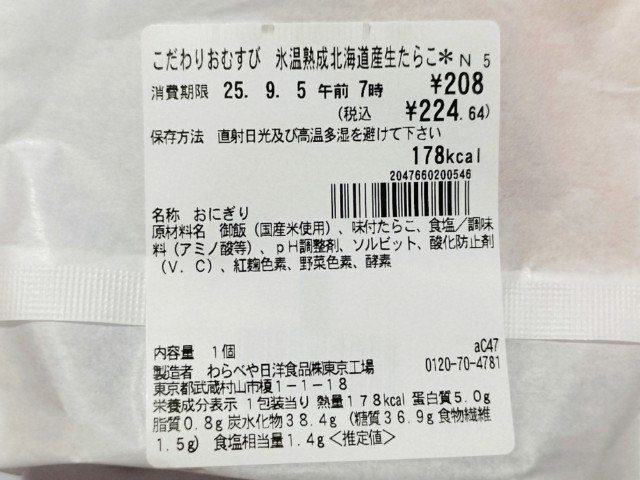 こだわりおむすび 氷温熟成北海道産生たらこ＊Ｎ 5
消費期限 25. 9. 5 午前 7時 ¥208
(税込 ¥224.64)
保存方法 直射日光及び高温多湿を避けて下さい
178kcal
2047660200546
名称 おにぎり
原材料名 御飯（国産米使用）、味付たらこ、食塩／調味
料（アミノ酸等）、ｐＨ調整剤、ソルビット、酸化防止剤
（Ｖ．Ｃ）、紅麹色素、野菜色素、酵素
内容量 1個 aC47
製造者 わらべや日洋食品㈱東京工場 0120-70-4781
東京都武蔵村山市榎１－１－１８
栄養成分表示 １包装当り 熱量１７８kcal 蛋白質５.０g
脂質０.８g 炭水化物３８.４g （糖質３６.９g 食物繊維
１.５g） 食塩相当量１.４g＜推定値＞